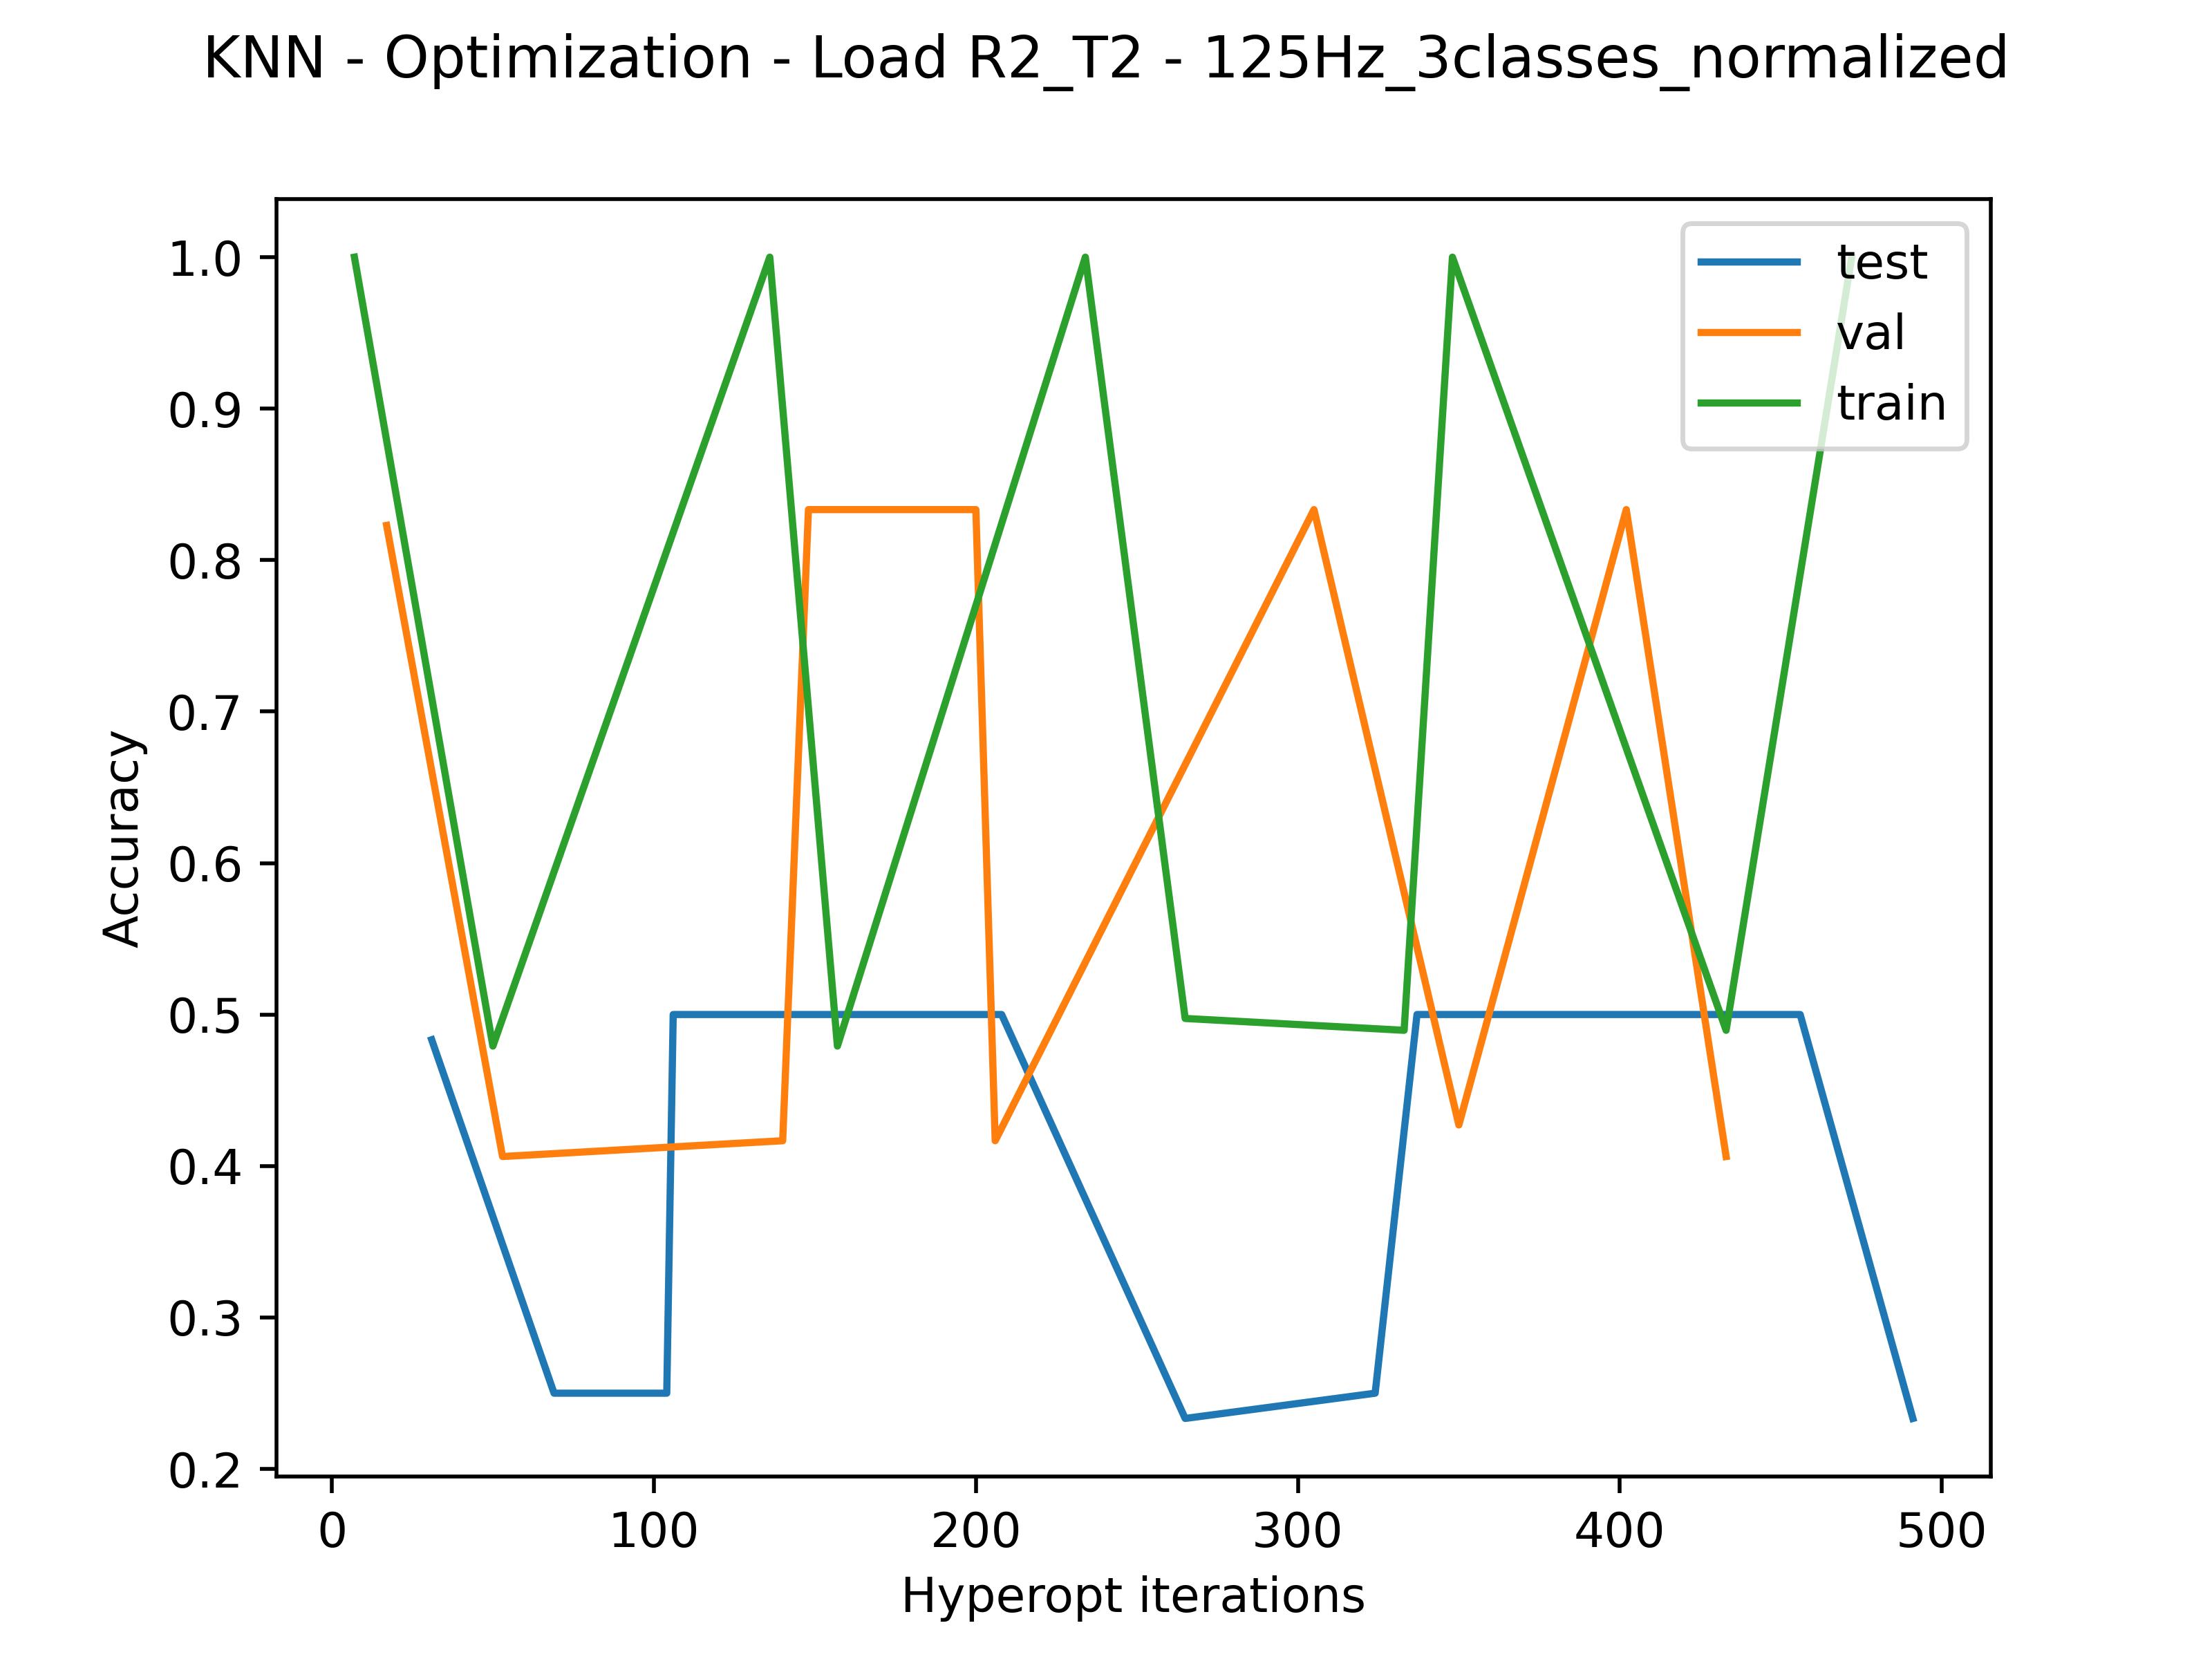 KNN - Optimization - Load R2_T2 - 125Hz_3classes_normalized
test
val
train
1.0
0.9
0.8
0.7
0.6
0.5
0.4
0.3
0.2
Accuracy
0 100 200 300 400 500
Hyperopt iterations